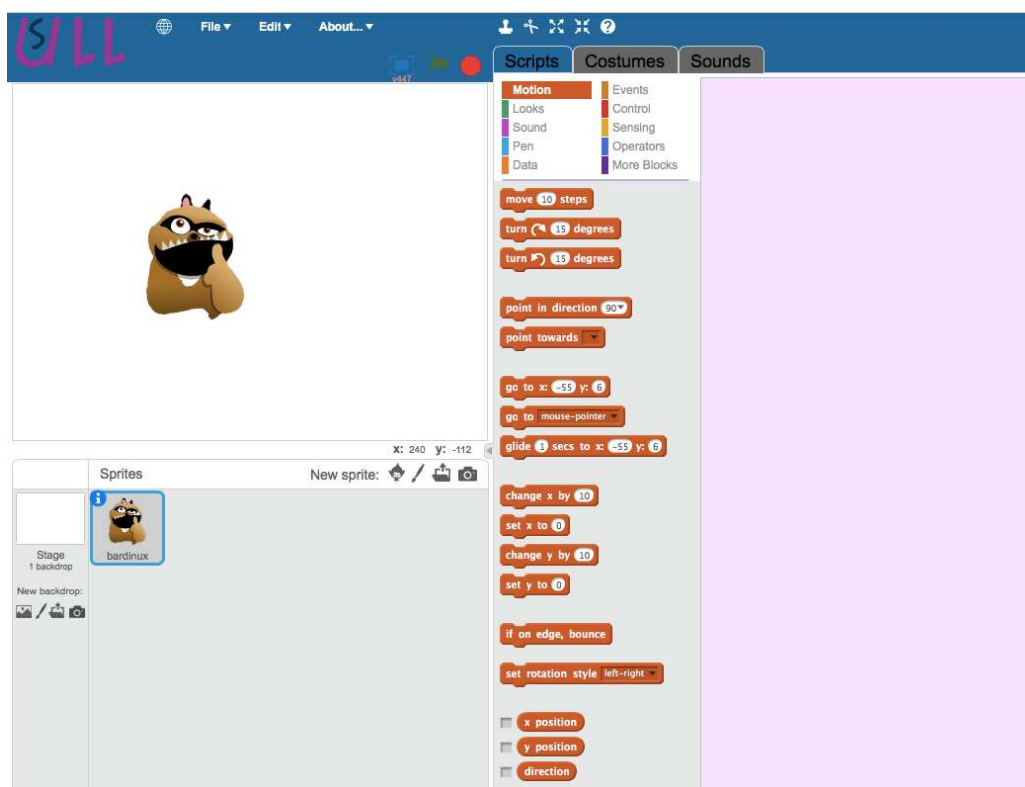 ULL
File Edit About...
v447
Scripts Costumes Sounds
Motion Events
Looks Control
Sound Sensing
Pen Operators
Data More Blocks
move 10 steps
turn 15 degrees
turn 15 degrees
point in direction 90
point towards
go to x: -55 y: 6
go to mouse-pointer
glide 1 secs to x: -55 y: 6
change x by 10
set x to 0
change y by 10
set y to 0
if on edge, bounce
set rotation style left-right
x position
y position
direction
x: 240 y: -112
Sprites New sprite:
Stage
1 backdrop
New backdrop:
bardinux